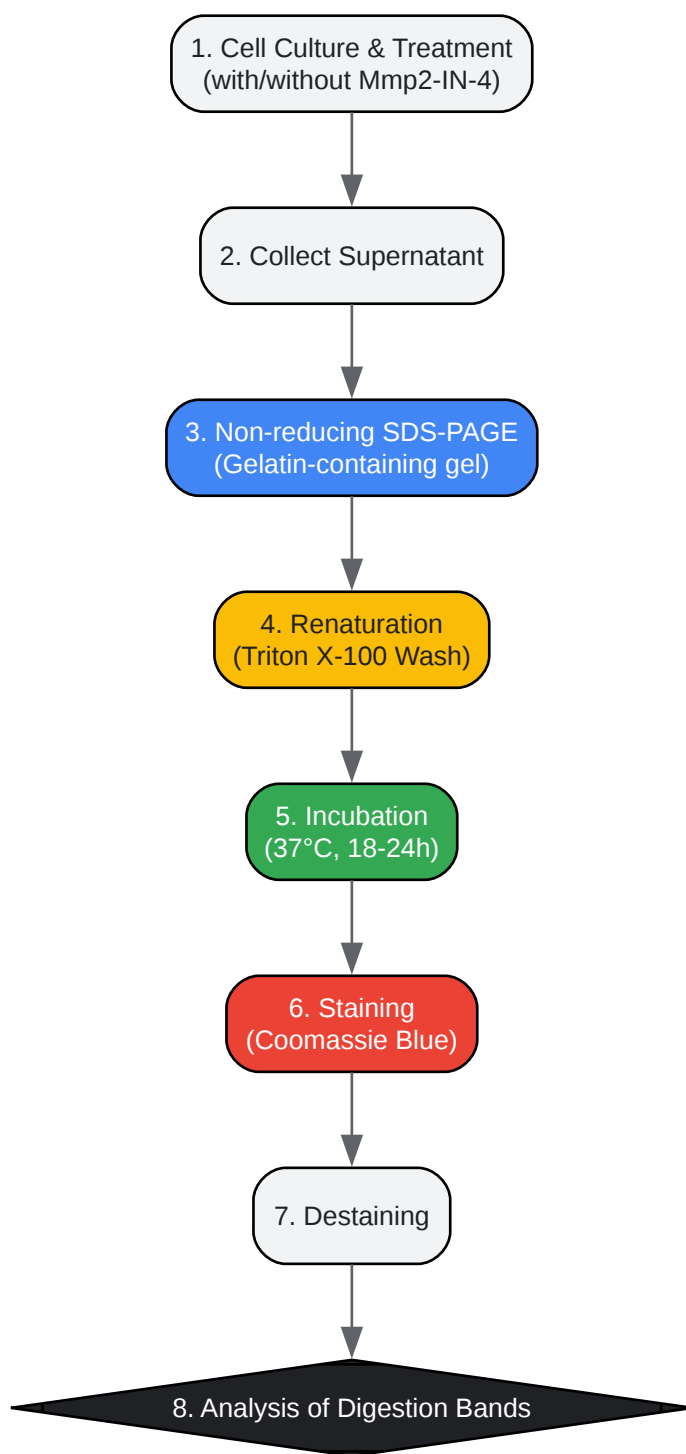 1. Cell Culture & Treatment
(with/without Mmp2-IN-4)
2. Collect Supernatant
3. Non-reducing SDS-PAGE
(Gelatin-containing gel)
4. Renaturation
(Triton X-100 Wash)
5. Incubation
(37°C, 18-24h)
6. Staining
(Coomassie Blue)
7. Destaining
8. Analysis of Digestion Bands